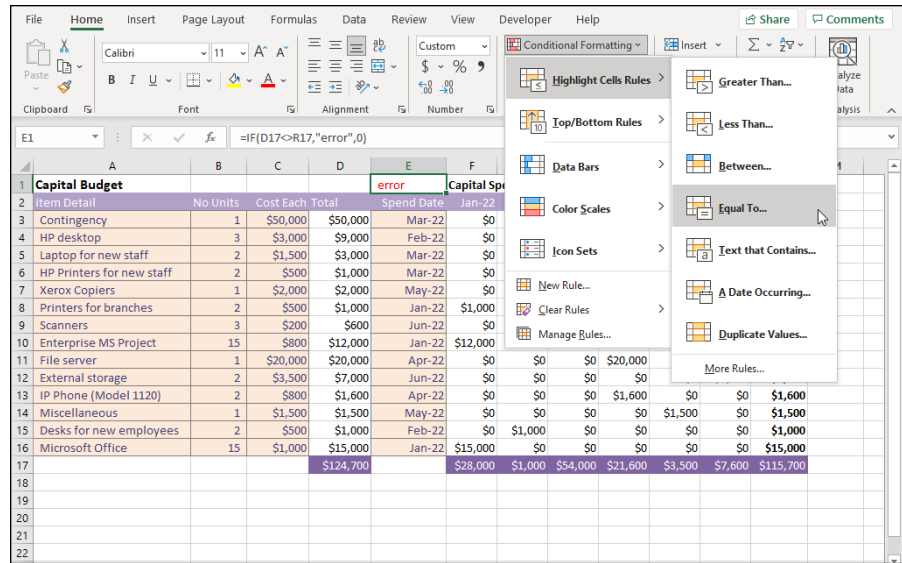 File Home Insert Page Layout Formulas Data Review View Developer Help Share Comments
Calibri 11 A A Custom Conditional Formatting Insert
Paste B I U A $ % alyze
Data
Clipboard Font Alignment Number alysis
E1 fx =IF(D17<>R17,"error",0)
Highlight Cells Rules
Top/Bottom Rules
Data Bars
Color Scales
Icon Sets
New Rule...
Clear Rules
Manage Rules...
Greater Than...
Less Than...
Between...
Equal To...
Text that Contains...
A Date Occurring...
Duplicate Values...
More Rules...
A B C D E F
1 Capital Budget error Capital Spe
2 Item Detail No Units Cost Each Total Spend Date Jan-22
3 Contingency 1 $50,000 $50,000 Mar-22 $0
4 HP desktop 3 $3,000 $9,000 Feb-22 $0
5 Laptop for new staff 2 $1,500 $3,000 Mar-22 $0
6 HP Printers for new staff 2 $500 $1,000 Mar-22 $0
7 Xerox Copiers 1 $2,000 $2,000 May-22 $0
8 Printers for branches 2 $500 $1,000 Jan-22 $1,000
9 Scanners 3 $200 $600 Jun-22 $0
10 Enterprise MS Project 15 $800 $12,000 Jan-22 $12,000
11 File server 1 $20,000 $20,000 Apr-22 $0 $0 $0 $20,000
12 External storage 2 $3,500 $7,000 Jun-22 $0 $0 $0 $0
13 IP Phone (Model 1120) 2 $800 $1,600 Apr-22 $0 $0 $0 $1,600 $0 $0 $1,600
14 Miscellaneous 1 $1,500 $1,500 May-22 $0 $0 $0 $0 $1,500 $0 $1,500
15 Desks for new employees 2 $500 $1,000 Feb-22 $0 $1,000 $0 $0 $0 $0 $1,000
16 Microsoft Office 15 $1,000 $15,000 Jan-22 $15,000 $0 $0 $0 $0 $0 $15,000
17 $124,700 $28,000 $1,000 $54,000 $21,600 $3,500 $7,600 $115,700
18
19
20
21
22